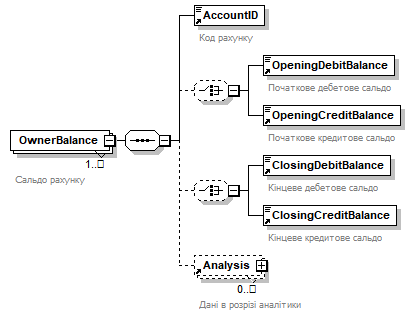 AccountID
Код рахунку
OpeningDebitBalance
Початкове дебетове сальдо
OpeningCreditBalance
Початкове кредитове сальдо
OwnerBalance
1..
Сальдо рахунку
ClosingDebitBalance
Кінцеве дебетове сальдо
ClosingCreditBalance
Кінцеве кредитове сальдо
Analysis
0..
Дані в розрізі аналітики